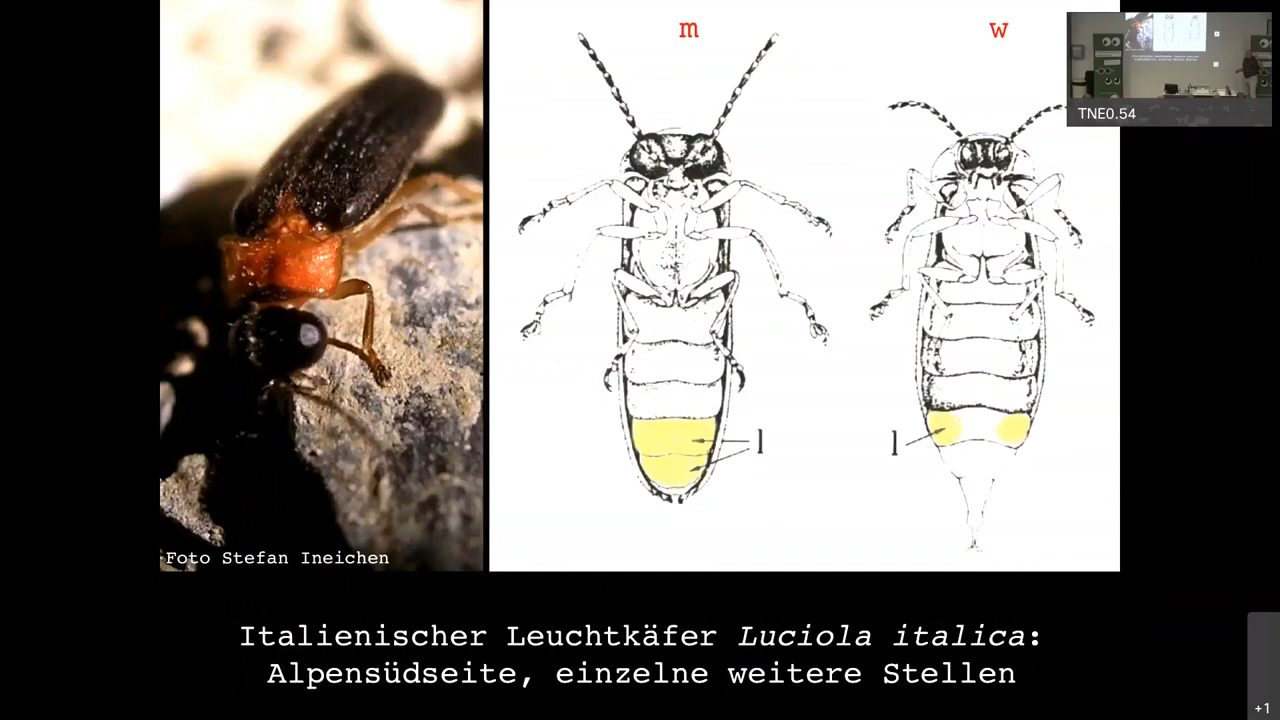 m
w
TNE0.54
l
l
Foto Stefan Ineichen
Italienischer Leuchtkäfer Luciola italica:
Alpensüdseite, einzelne weitere Stellen
+1